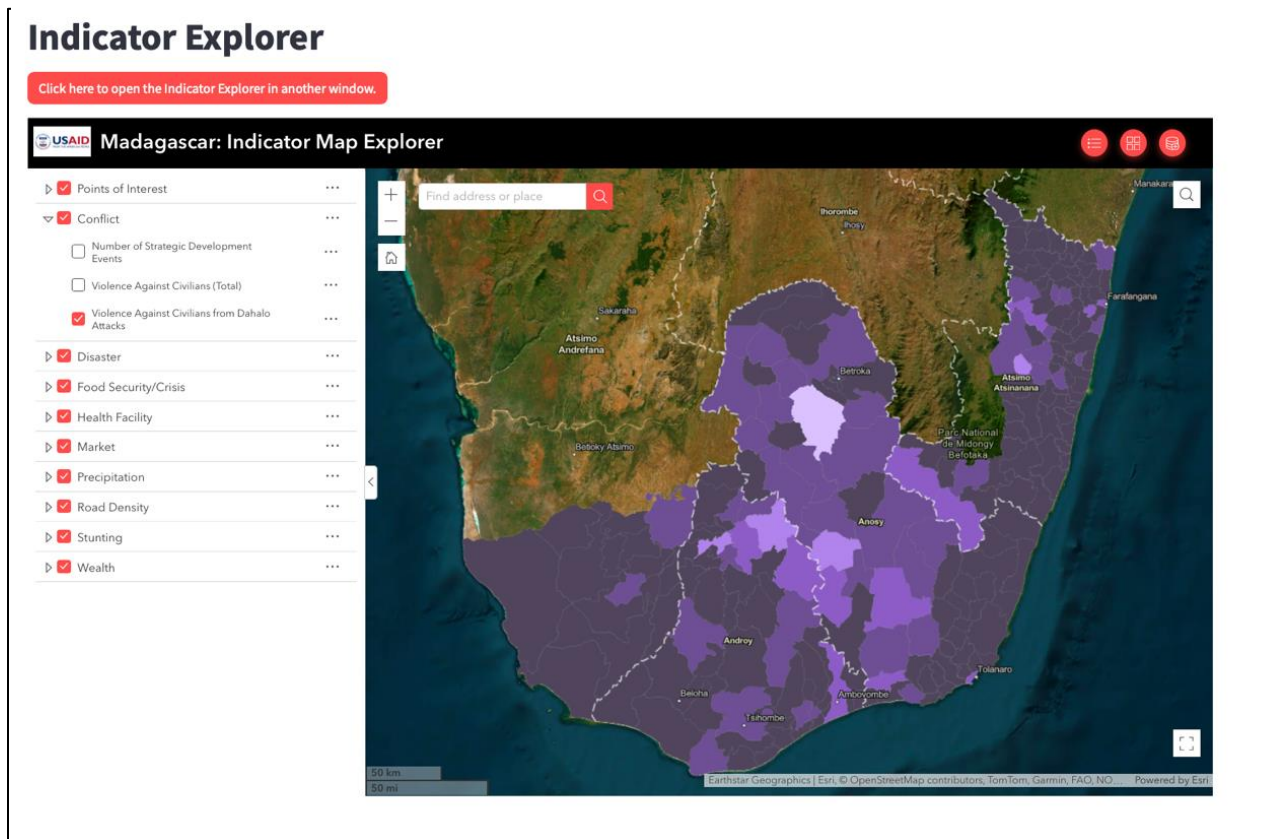 Indicator Explorer
Click here to open the Indicator Explorer in another window.
USAID
Madagascar: Indicator Map Explorer
Points of Interest
Conflict
Number of Strategic Development
Events
Violence Against Civilians (Total)
Violence Against Civilians from Dahalo
Attacks
Disaster
Food Security/Crisis
Health Facility
Market
Precipitation
Road Density
Stunting
Wealth
Find address or place
Manakara
Ihorombe
Ihosy
Farafangana
Sakaraha
Atsimo
Andrefana
Betroka
Atsimo
Atsinanana
Parc National
de Midongy
Befotaka
Betioky Atsimo
Anosy
Androy
Tolanaro
Beloha
Ambovombe
Tsihombe
50 km
50 mi
Earthstar Geographics | Esri, © OpenStreetMap contributors, TomTom, Garmin, FAO, NO... Powered by Esri